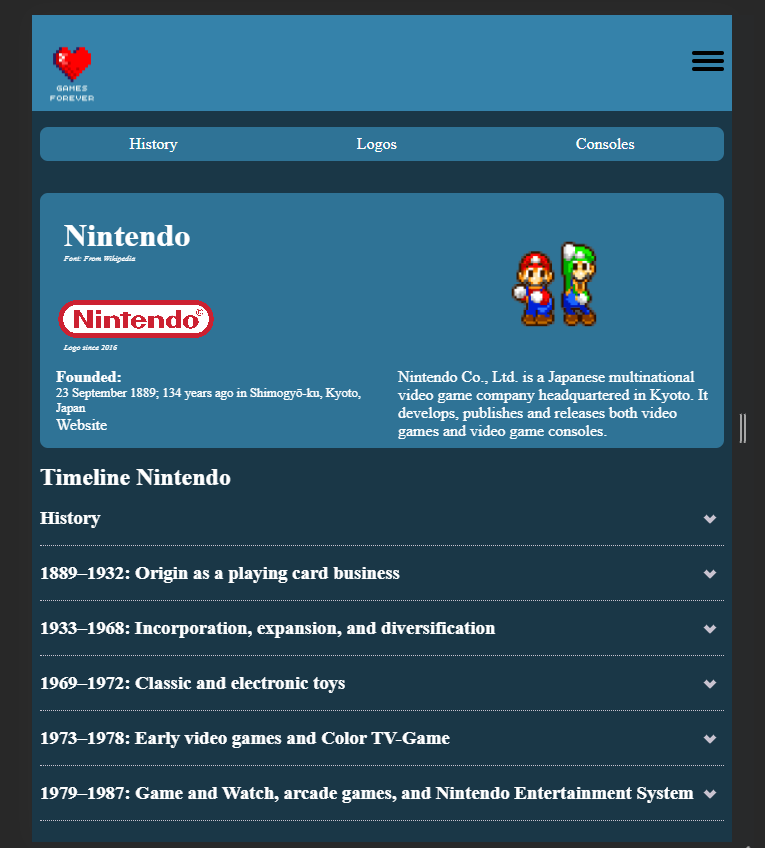 GAMES
FOREVER
History Logos Consoles
Nintendo
Font: From Wikipedia
Nintendo®
Logo since 2016
Founded:
23 September 1889; 134 years ago in Shimogyō-ku, Kyoto,
Japan
Website
Nintendo Co., Ltd. is a Japanese multinational
video game company headquartered in Kyoto. It
develops, publishes and releases both video
games and video game consoles.
Timeline Nintendo
History
1889–1932: Origin as a playing card business
1933–1968: Incorporation, expansion, and diversification
1969–1972: Classic and electronic toys
1973–1978: Early video games and Color TV-Game
1979–1987: Game and Watch, arcade games, and Nintendo Entertainment System